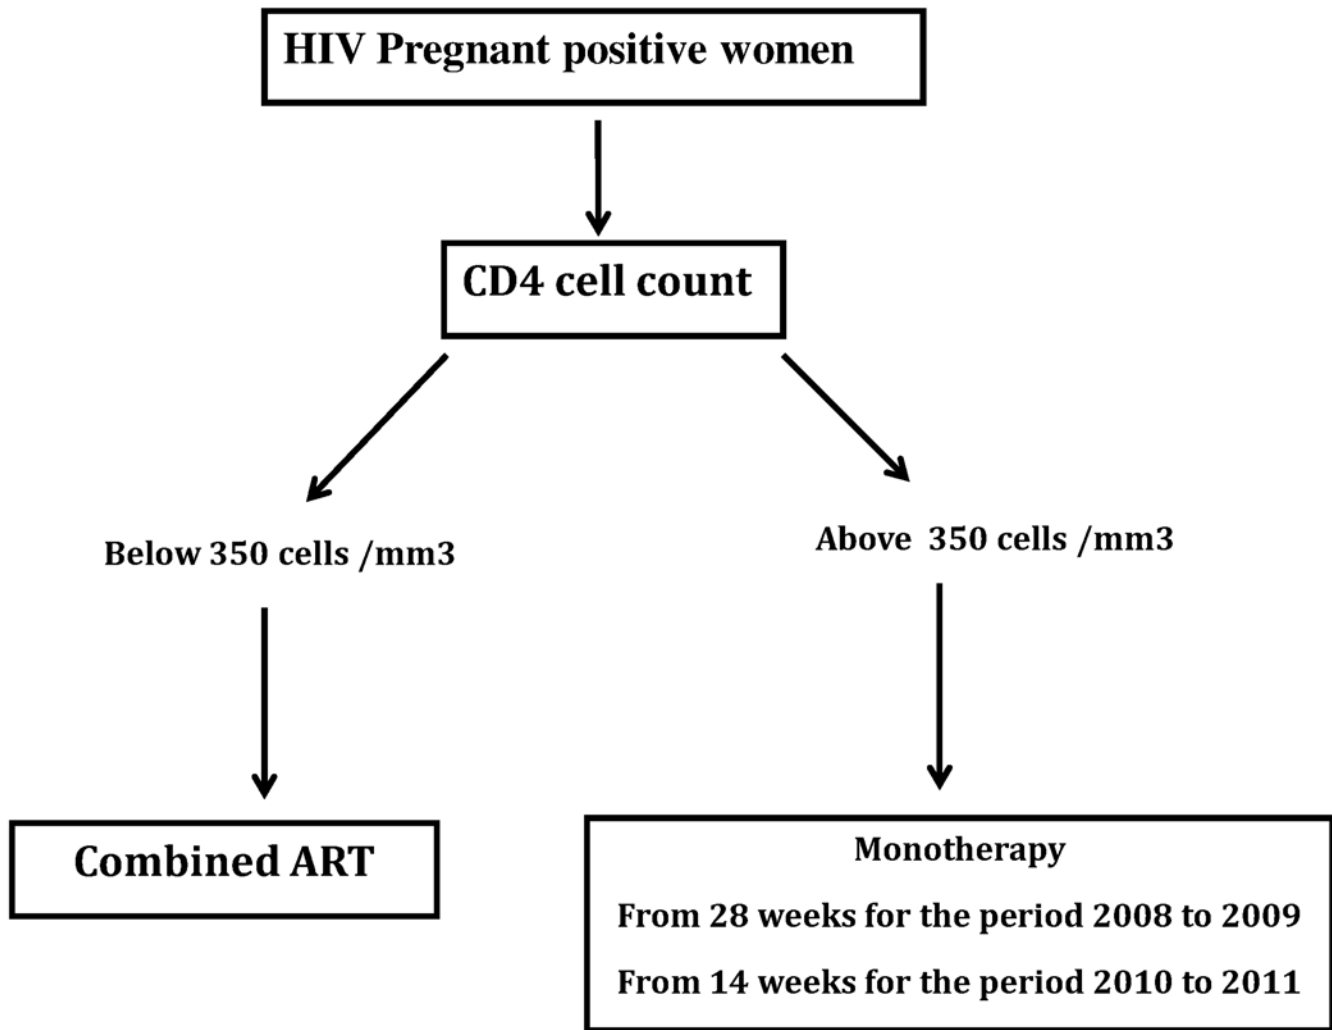 HIV Pregnant positive women
CD4 cell count
Below 350 cells /mm3
Above 350 cells /mm3
Combined ART
Monotherapy
From 28 weeks for the period 2008 to 2009
From 14 weeks for the period 2010 to 2011